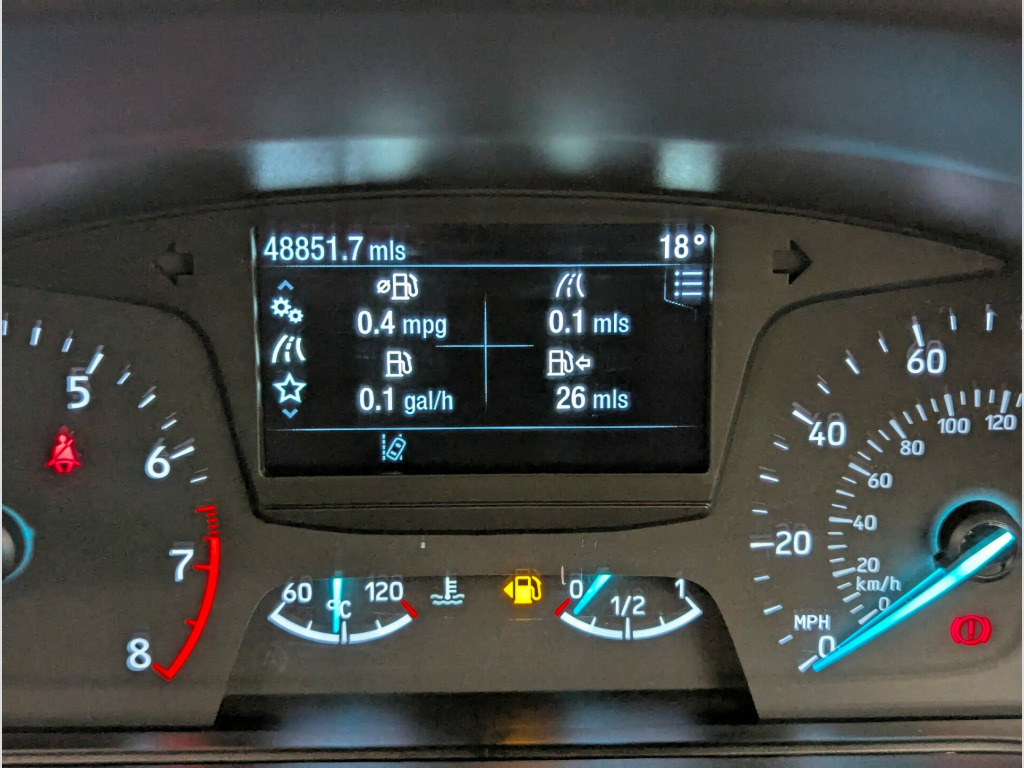 48851.7 mls 18°
0.4 mpg 0.1 mls
0.1 gal/h 26 mls
5
6
7
8
60 °C 120
0 1/2 1
0 20 40 60
MPH
0 20 40 60 80 100 120
km/h